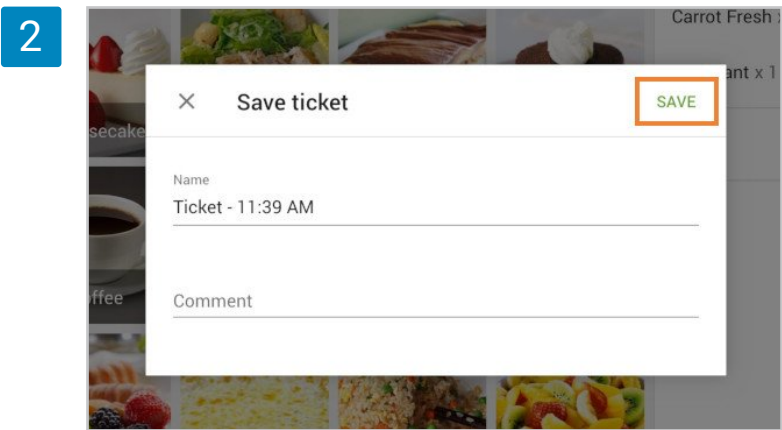 2
Carrot Fresh
ant x 1
Save ticket
SAVE
secake
Name
Ticket - 11:39 AM
ffee
Comment